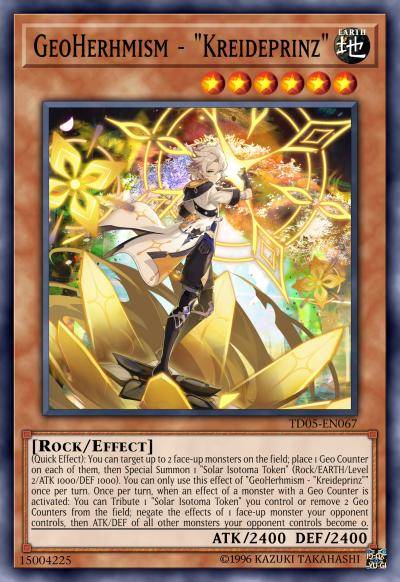 GeoHerhmism - "Kreideprinz"
EARTH
地
TD05-EN067
[Rock/Effect]
(Quick Effect): You can target up to 2 face-up monsters on the field; place 1 Geo Counter
on each of them, then Special Summon 1 "Solar Isotoma Token" (Rock/EARTH/Level
2/ATK 1000/DEF 1000). You can only use this effect of "GeoHerhmism - "Kreideprinz""
once per turn. Once per turn, when an effect of a monster with a Geo Counter is
activated: You can Tribute 1 "Solar Isotoma Token" you control or remove 2 Geo
Counters from the field; negate the effects of 1 face-up monster your opponent
controls, then ATK/DEF of all other monsters your opponent controls become 0.
ATK/2400 DEF/2400
15004225
©1996 KAZUKI TAKAHASHI